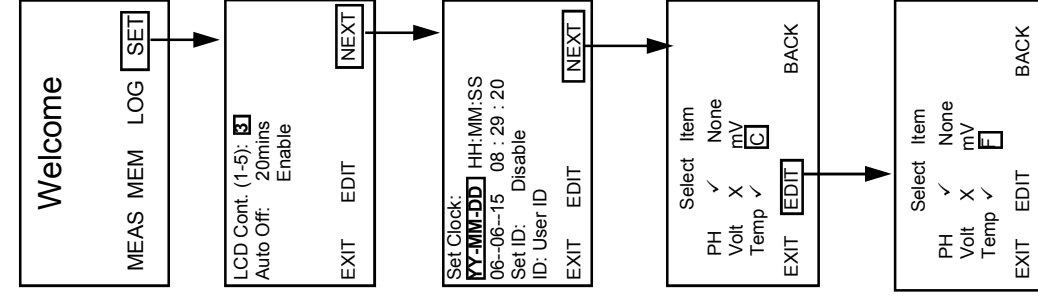 Welcome
MEAS MEM LOG SET
LCD Cont. (1-5): 3
Auto Off: 20mins
Enable
EXIT EDIT NEXT
Set Clock:
YY-MM-DD HH:MM:SS
06--06--15 08 : 29 : 20
Set ID: Disable
ID: User ID
EXIT EDIT NEXT
Select Item
PH ✓ None
Volt X mV
Temp ✓ C
EXIT EDIT BACK
Select Item
PH ✓ None
Volt X mV
Temp ✓ F
EXIT EDIT BACK